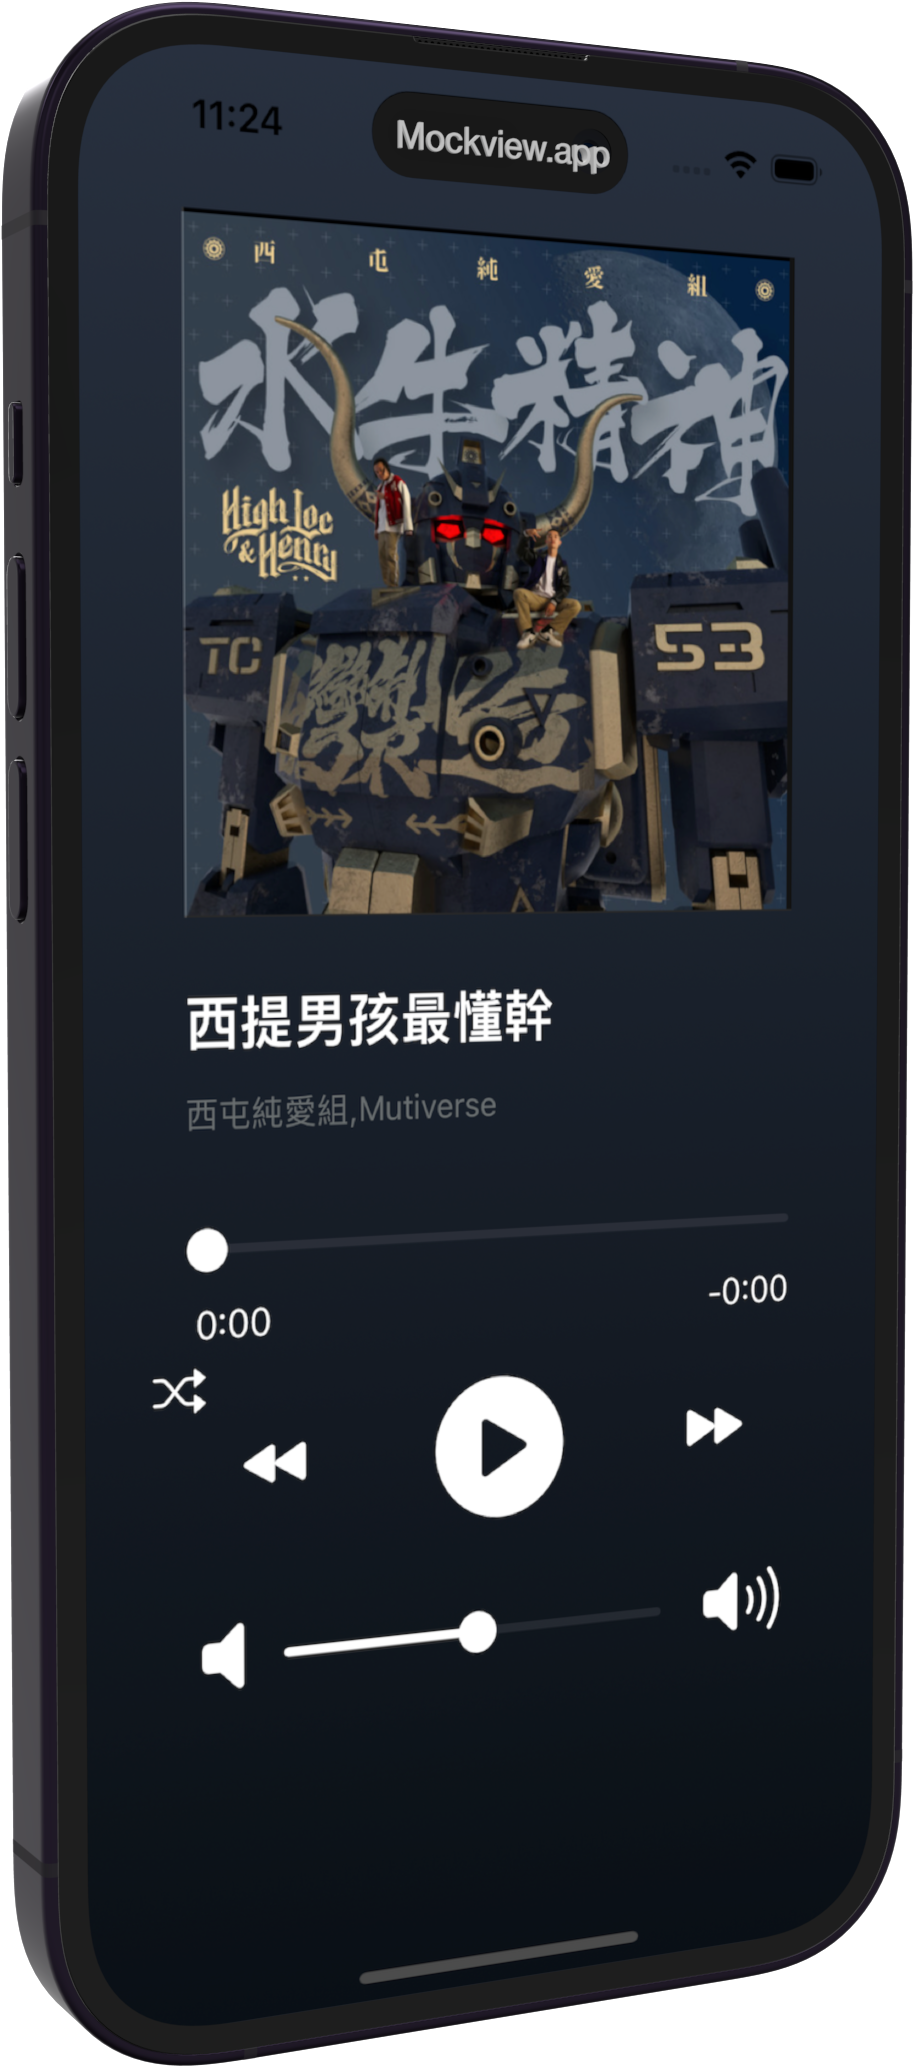 11:24
Mockview.app
西 屯 純 愛 組
水牛精神
High Loc
& Henry
TC
53
西提男孩最懂幹
西屯純愛組,Mutiverse
0:00
-0:00